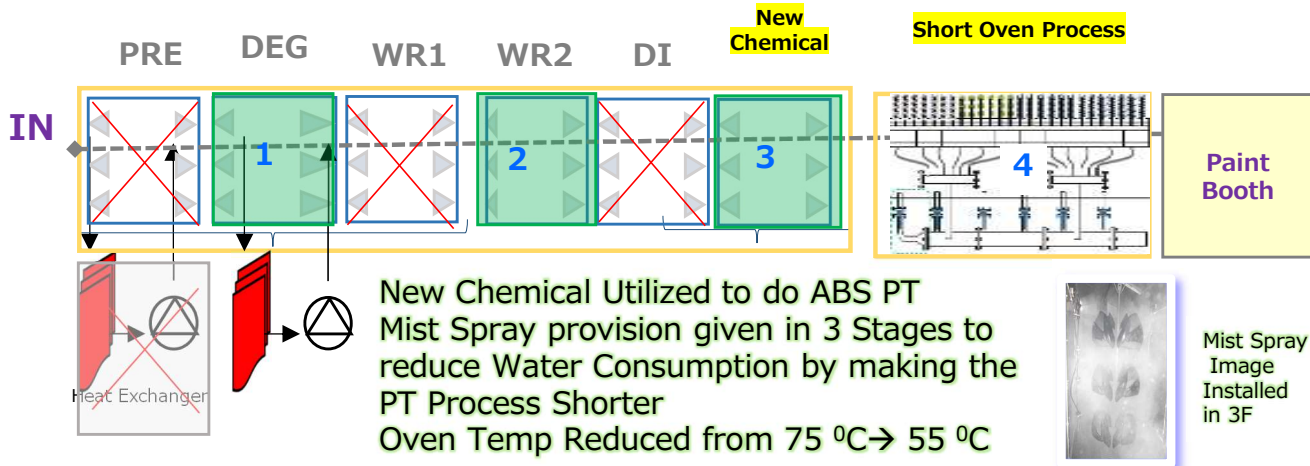 New
Chemical
Short Oven Process
PRE
DEG
WR1
WR2
DI
IN
1
2
3
4
Paint
Booth
Heat Exchanger
New Chemical Utilized to do ABS PT
Mist Spray provision given in 3 Stages to
reduce Water Consumption by making the
PT Process Shorter
Oven Temp Reduced from 75 ⁰C→ 55 ⁰C
Mist Spray
Image
Installed
in 3F